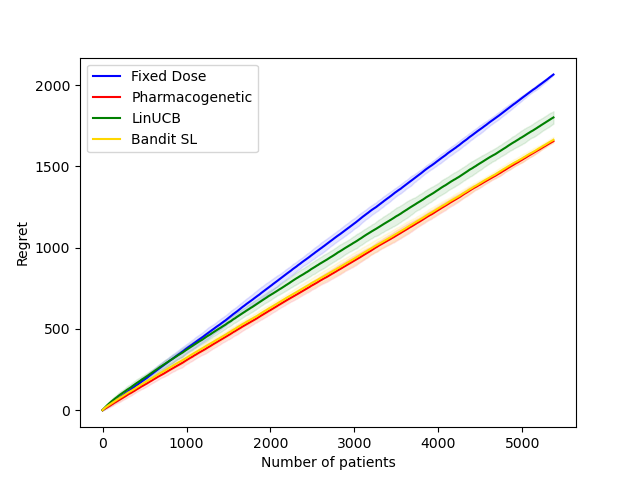 Fixed Dose
Pharmacogenetic
LinUCB
Bandit SL
2000
1500
1000
500
0
Regret
0 1000 2000 3000 4000 5000
Number of patients